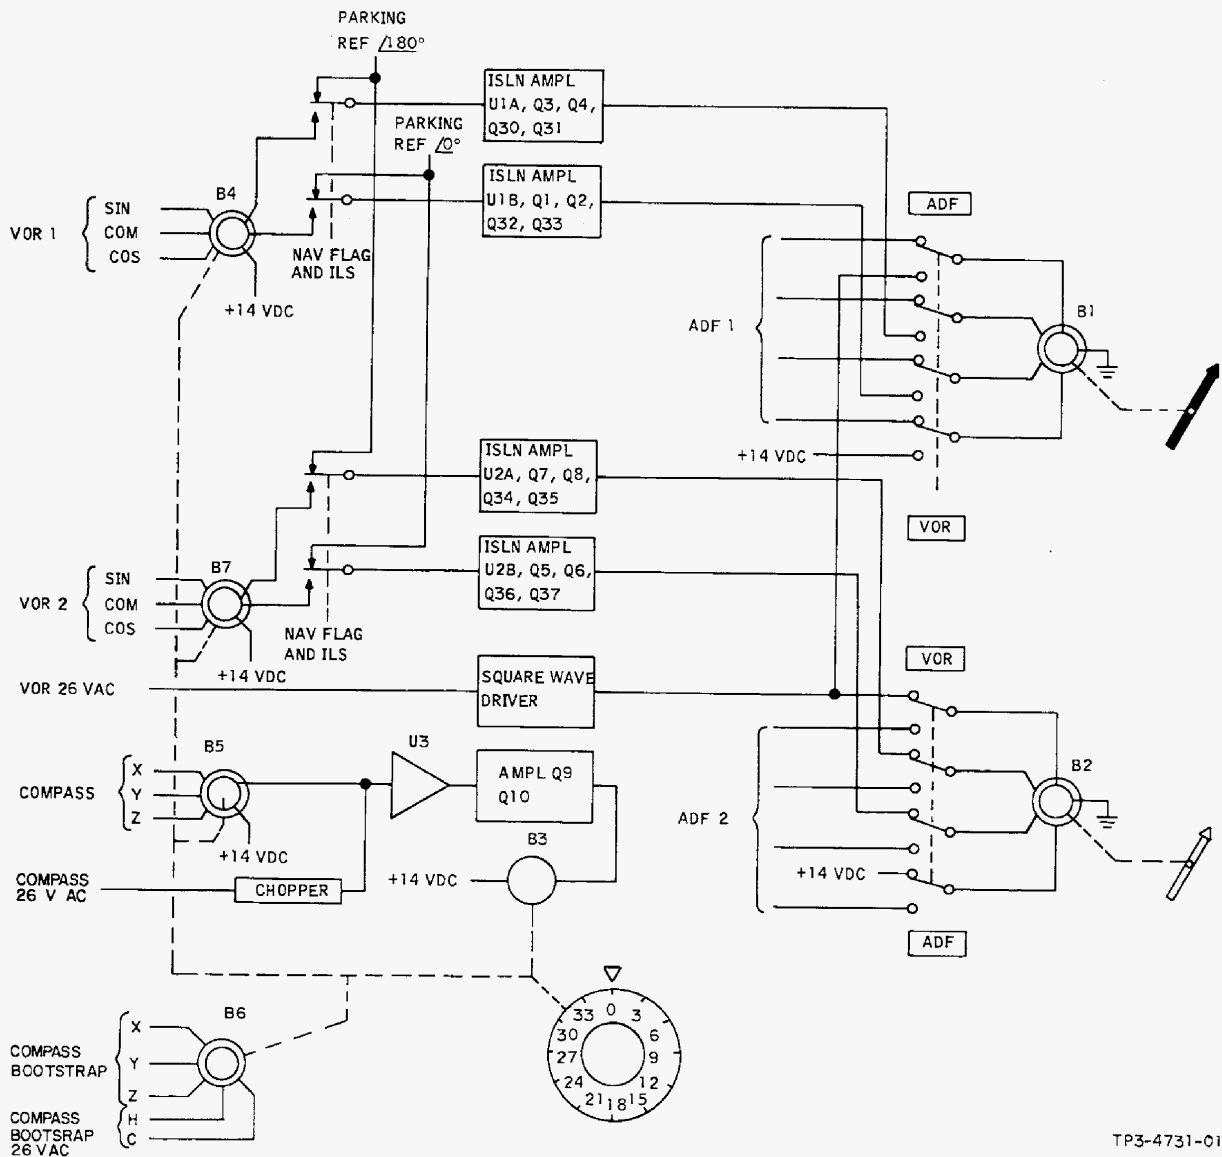 PARKING
REF /180°
ISLN AMPL
U1A, Q3, Q4,
Q30, Q31
PARKING
REF /0°
ISLN AMPL
U1B, Q1, Q2,
Q32, Q33
B4
VOR 1
SIN
COM
COS
NAV FLAG
AND ILS
+14 VDC
ADF
ADF 1
B1
+14 VDC
VOR
ISLN AMPL
U2A, Q7, Q8,
Q34, Q35
ISLN AMPL
U2B, Q5, Q6,
Q36, Q37
B7
VOR 2
SIN
COM
COS
NAV FLAG
AND ILS
+14 VDC
VOR 26 VAC
SQUARE WAVE
DRIVER
VOR
B5
U3
COMPASS
X
Y
Z
+14 VDC
AMPL Q9
Q10
B3
+14 VDC
COMPASS
26 V AC
CHOPPER
ADF 2
B2
+14 VDC
ADF
B6
COMPASS
BOOTSTRAP
X
Y
Z
COMPASS
BOOTSRAP
26 VAC
H
C
0
3
6
9
12
15
18
21
24
27
30
33
TP3-4731-01